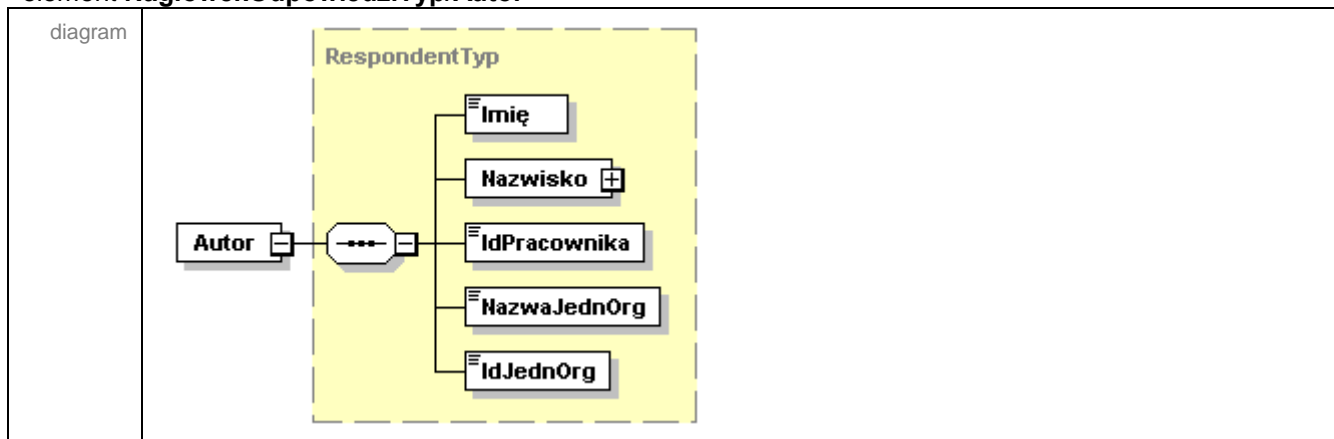 diagram
RespondentTyp
Imię
Nazwisko
Autor
IdPracownika
NazwaJednOrg
IdJednOrg